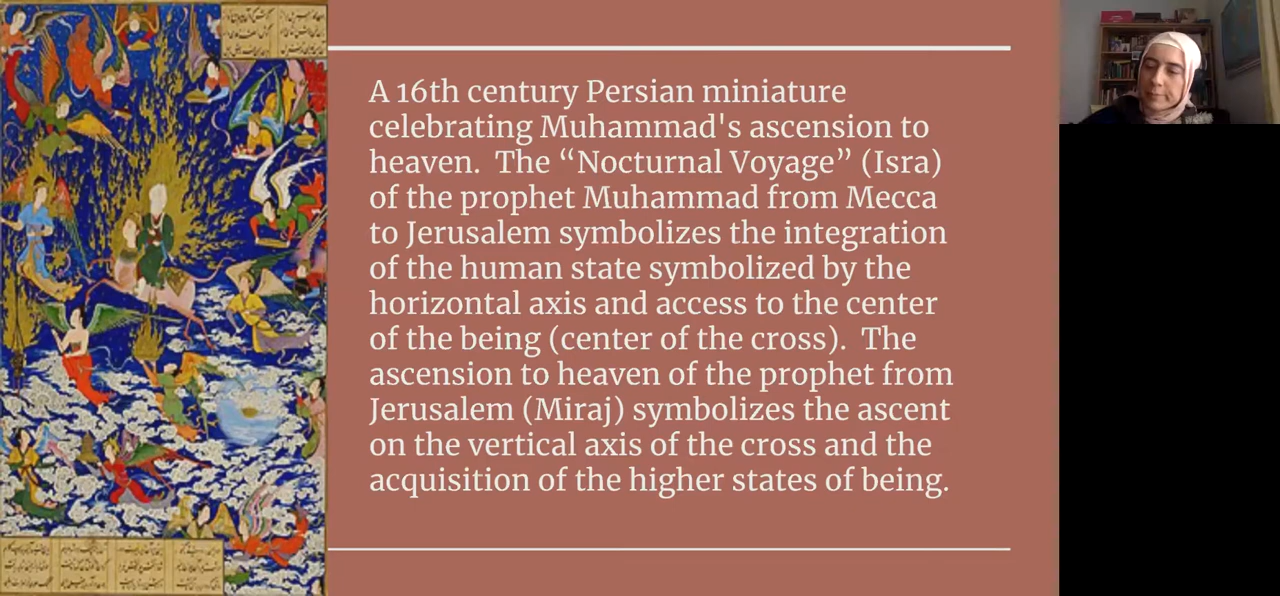 A 16th century Persian miniature
celebrating Muhammad's ascension to
heaven.  The “Nocturnal Voyage” (Isra)
of the prophet Muhammad from Mecca
to Jerusalem symbolizes the integration
of the human state symbolized by the
horizontal axis and access to the center
of the being (center of the cross).  The
ascension to heaven of the prophet from
Jerusalem (Miraj) symbolizes the ascent
on the vertical axis of the cross and the
acquisition of the higher states of being.